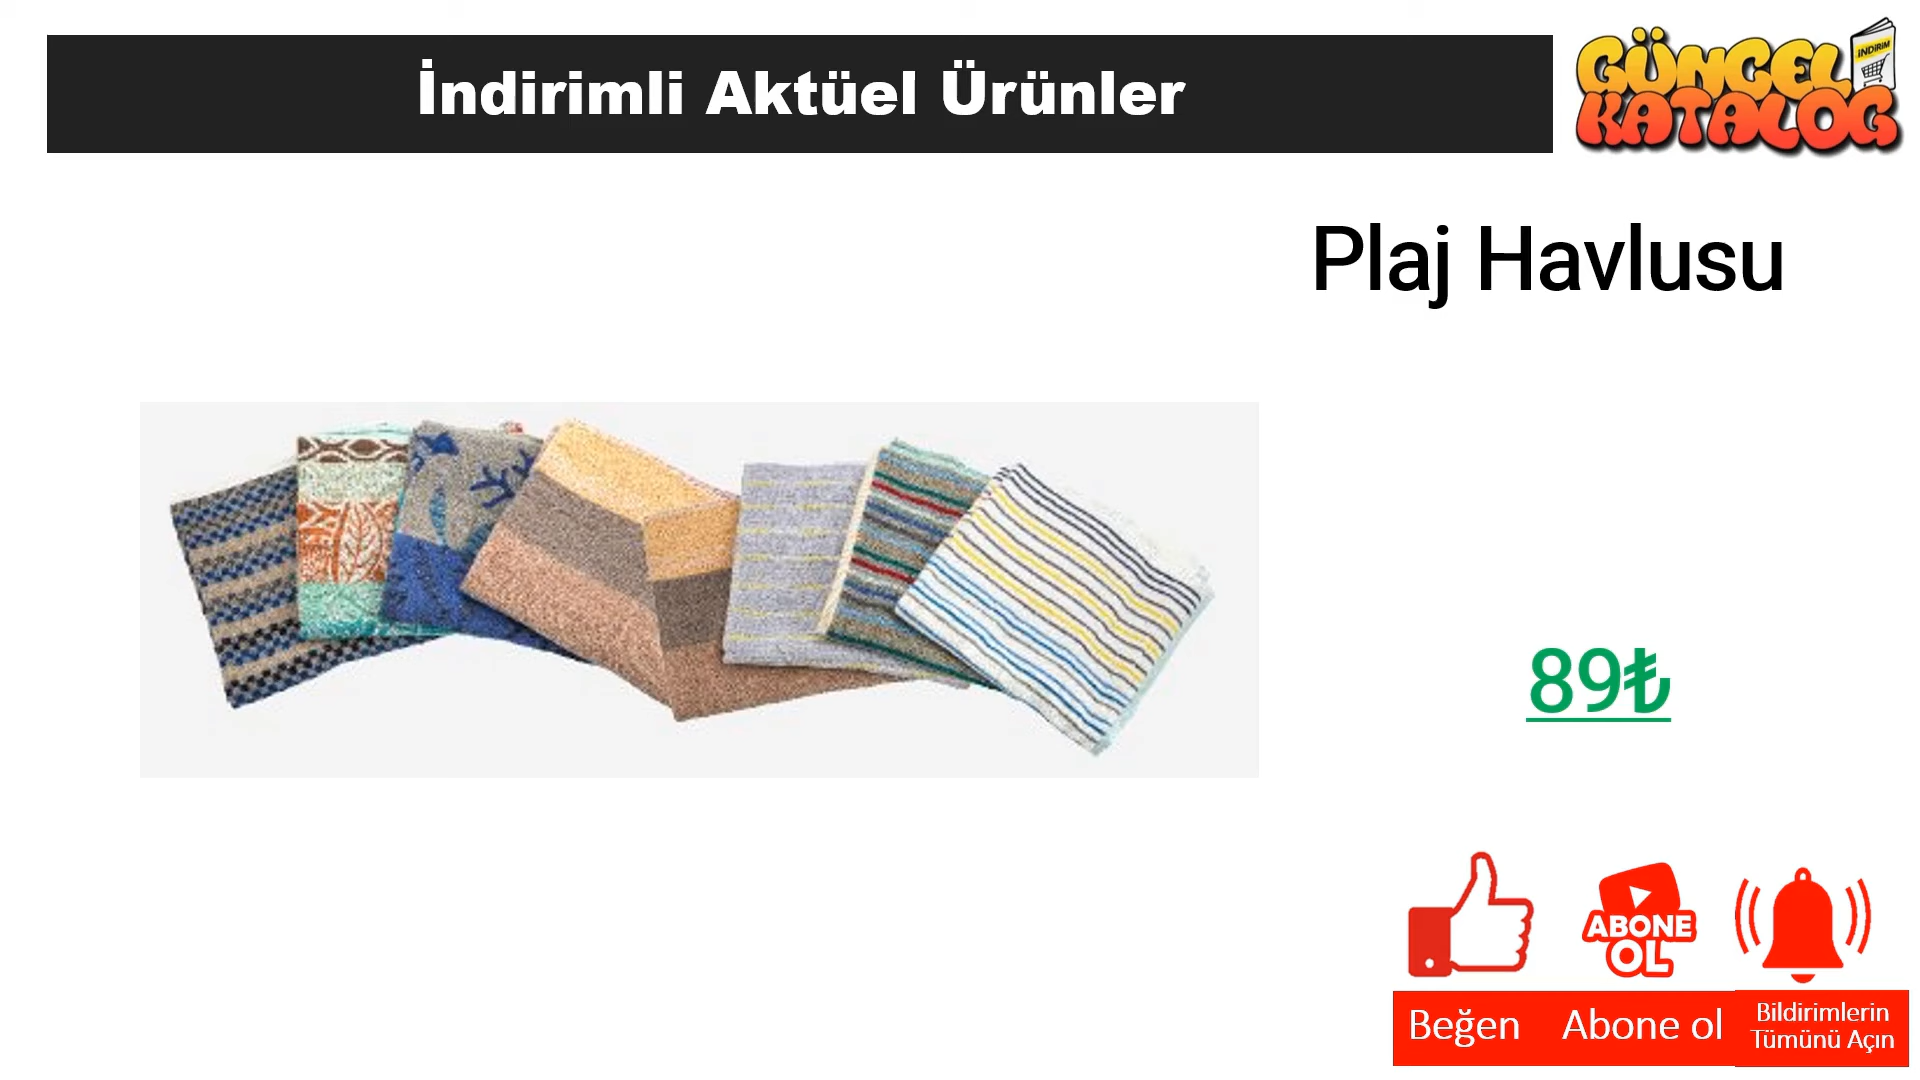 İndirimli Aktüel Ürünler
GÜNCEL
KATALOG
İNDİRİM
Plaj Havlusu
89₺
ABONE
OL
Beğen
Abone ol
Bildirimlerin
Tümünü Açın